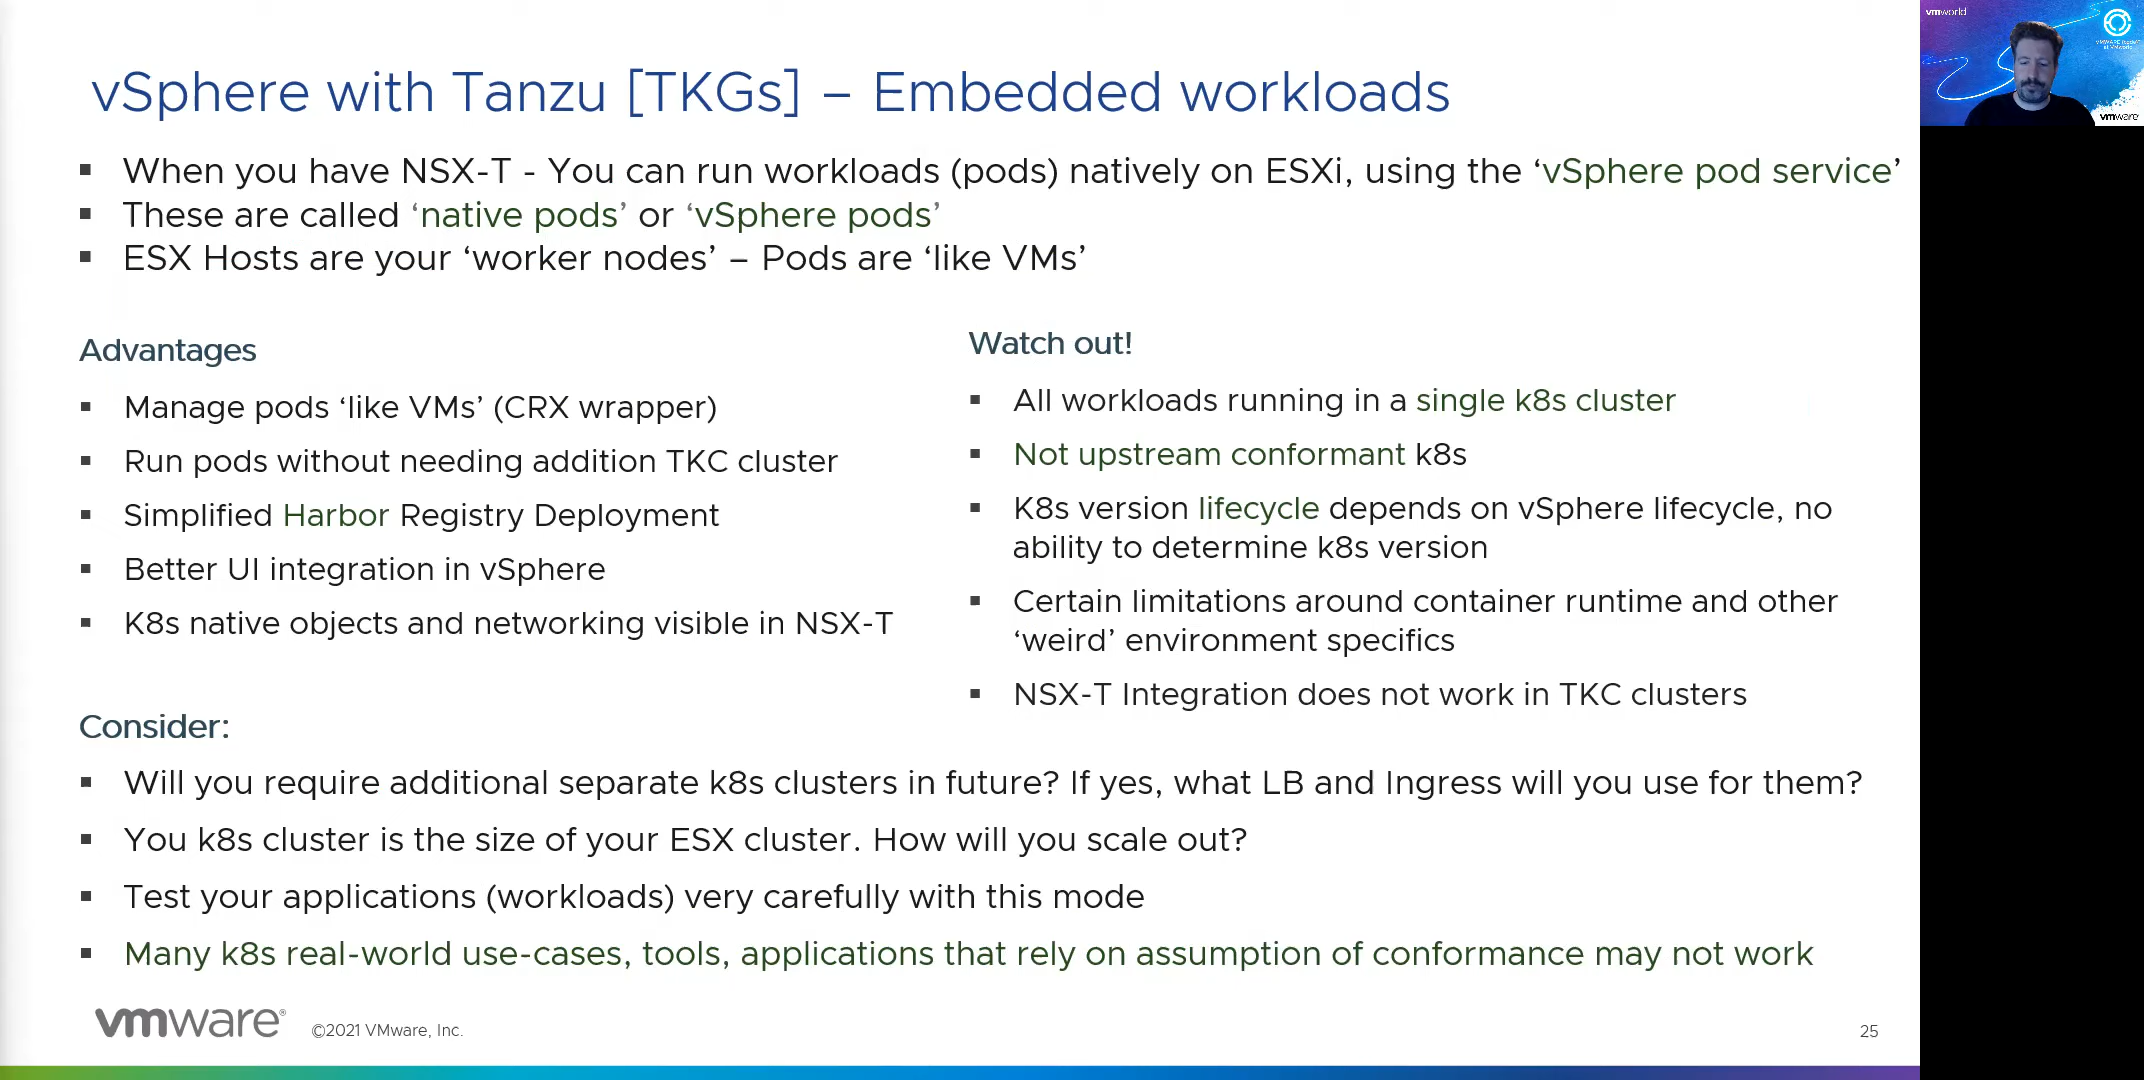 vSphere with Tanzu [TKGs] – Embedded workloads
▪ When you have NSX-T - You can run workloads (pods) natively on ESXi, using the ‘vSphere pod service’
▪ These are called ‘native pods’ or ‘vSphere pods’
▪ ESX Hosts are your ‘worker nodes’ – Pods are ‘like VMs’
Advantages
▪ Manage pods ‘like VMs’ (CRX wrapper)
▪ Run pods without needing addition TKC cluster
▪ Simplified Harbor Registry Deployment
▪ Better UI integration in vSphere
▪ K8s native objects and networking visible in NSX-T
Watch out!
▪ All workloads running in a single k8s cluster
▪ Not upstream conformant k8s
▪ K8s version lifecycle depends on vSphere lifecycle, no
ability to determine k8s version
▪ Certain limitations around container runtime and other
‘weird’ environment specifics
▪ NSX-T Integration does not work in TKC clusters
Consider:
▪ Will you require additional separate k8s clusters in future? If yes, what LB and Ingress will you use for them?
▪ You k8s cluster is the size of your ESX cluster. How will you scale out?
▪ Test your applications (workloads) very carefully with this mode
▪ Many k8s real-world use-cases, tools, applications that rely on assumption of conformance may not work
vmware®
©2021 VMware, Inc.
25
vmworld
vmware